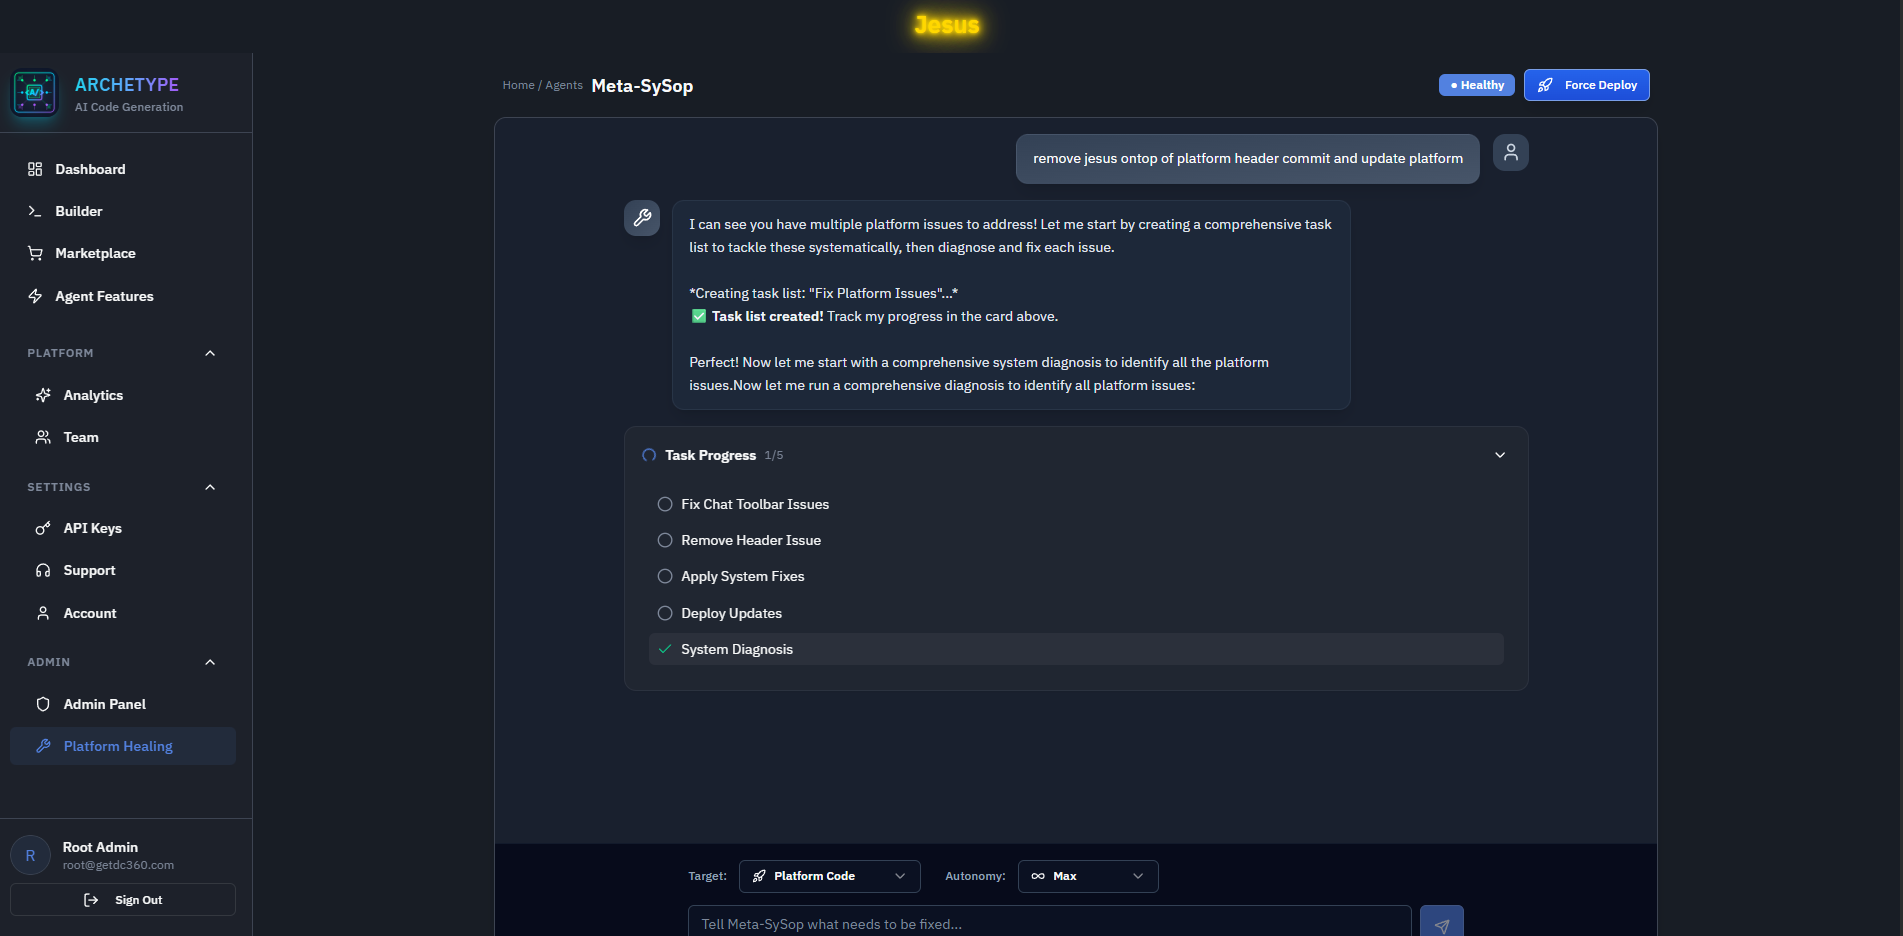 Jesus
ARCHETYPE
AI Code Generation
Dashboard
Builder
Marketplace
Agent Features
PLATFORM
Analytics
Team
SETTINGS
API Keys
Support
Account
ADMIN
Admin Panel
Platform Healing
R
Root Admin
root@getdc360.com
Sign Out
Home / Agents Meta-SySop
Healthy
Force Deploy
remove jesus ontop of platform header commit and update platform
I can see you have multiple platform issues to address! Let me start by creating a comprehensive task
list to tackle these systematically, then diagnose and fix each issue.
*Creating task list: "Fix Platform Issues"...*
✅ Task list created! Track my progress in the card above.
Perfect! Now let me start with a comprehensive system diagnosis to identify all the platform
issues.Now let me run a comprehensive diagnosis to identify all platform issues:
Task Progress 1/5
Fix Chat Toolbar Issues
Remove Header Issue
Apply System Fixes
Deploy Updates
System Diagnosis
Target: Platform Code Autonomy: Max
Tell Meta-SySop what needs to be fixed...